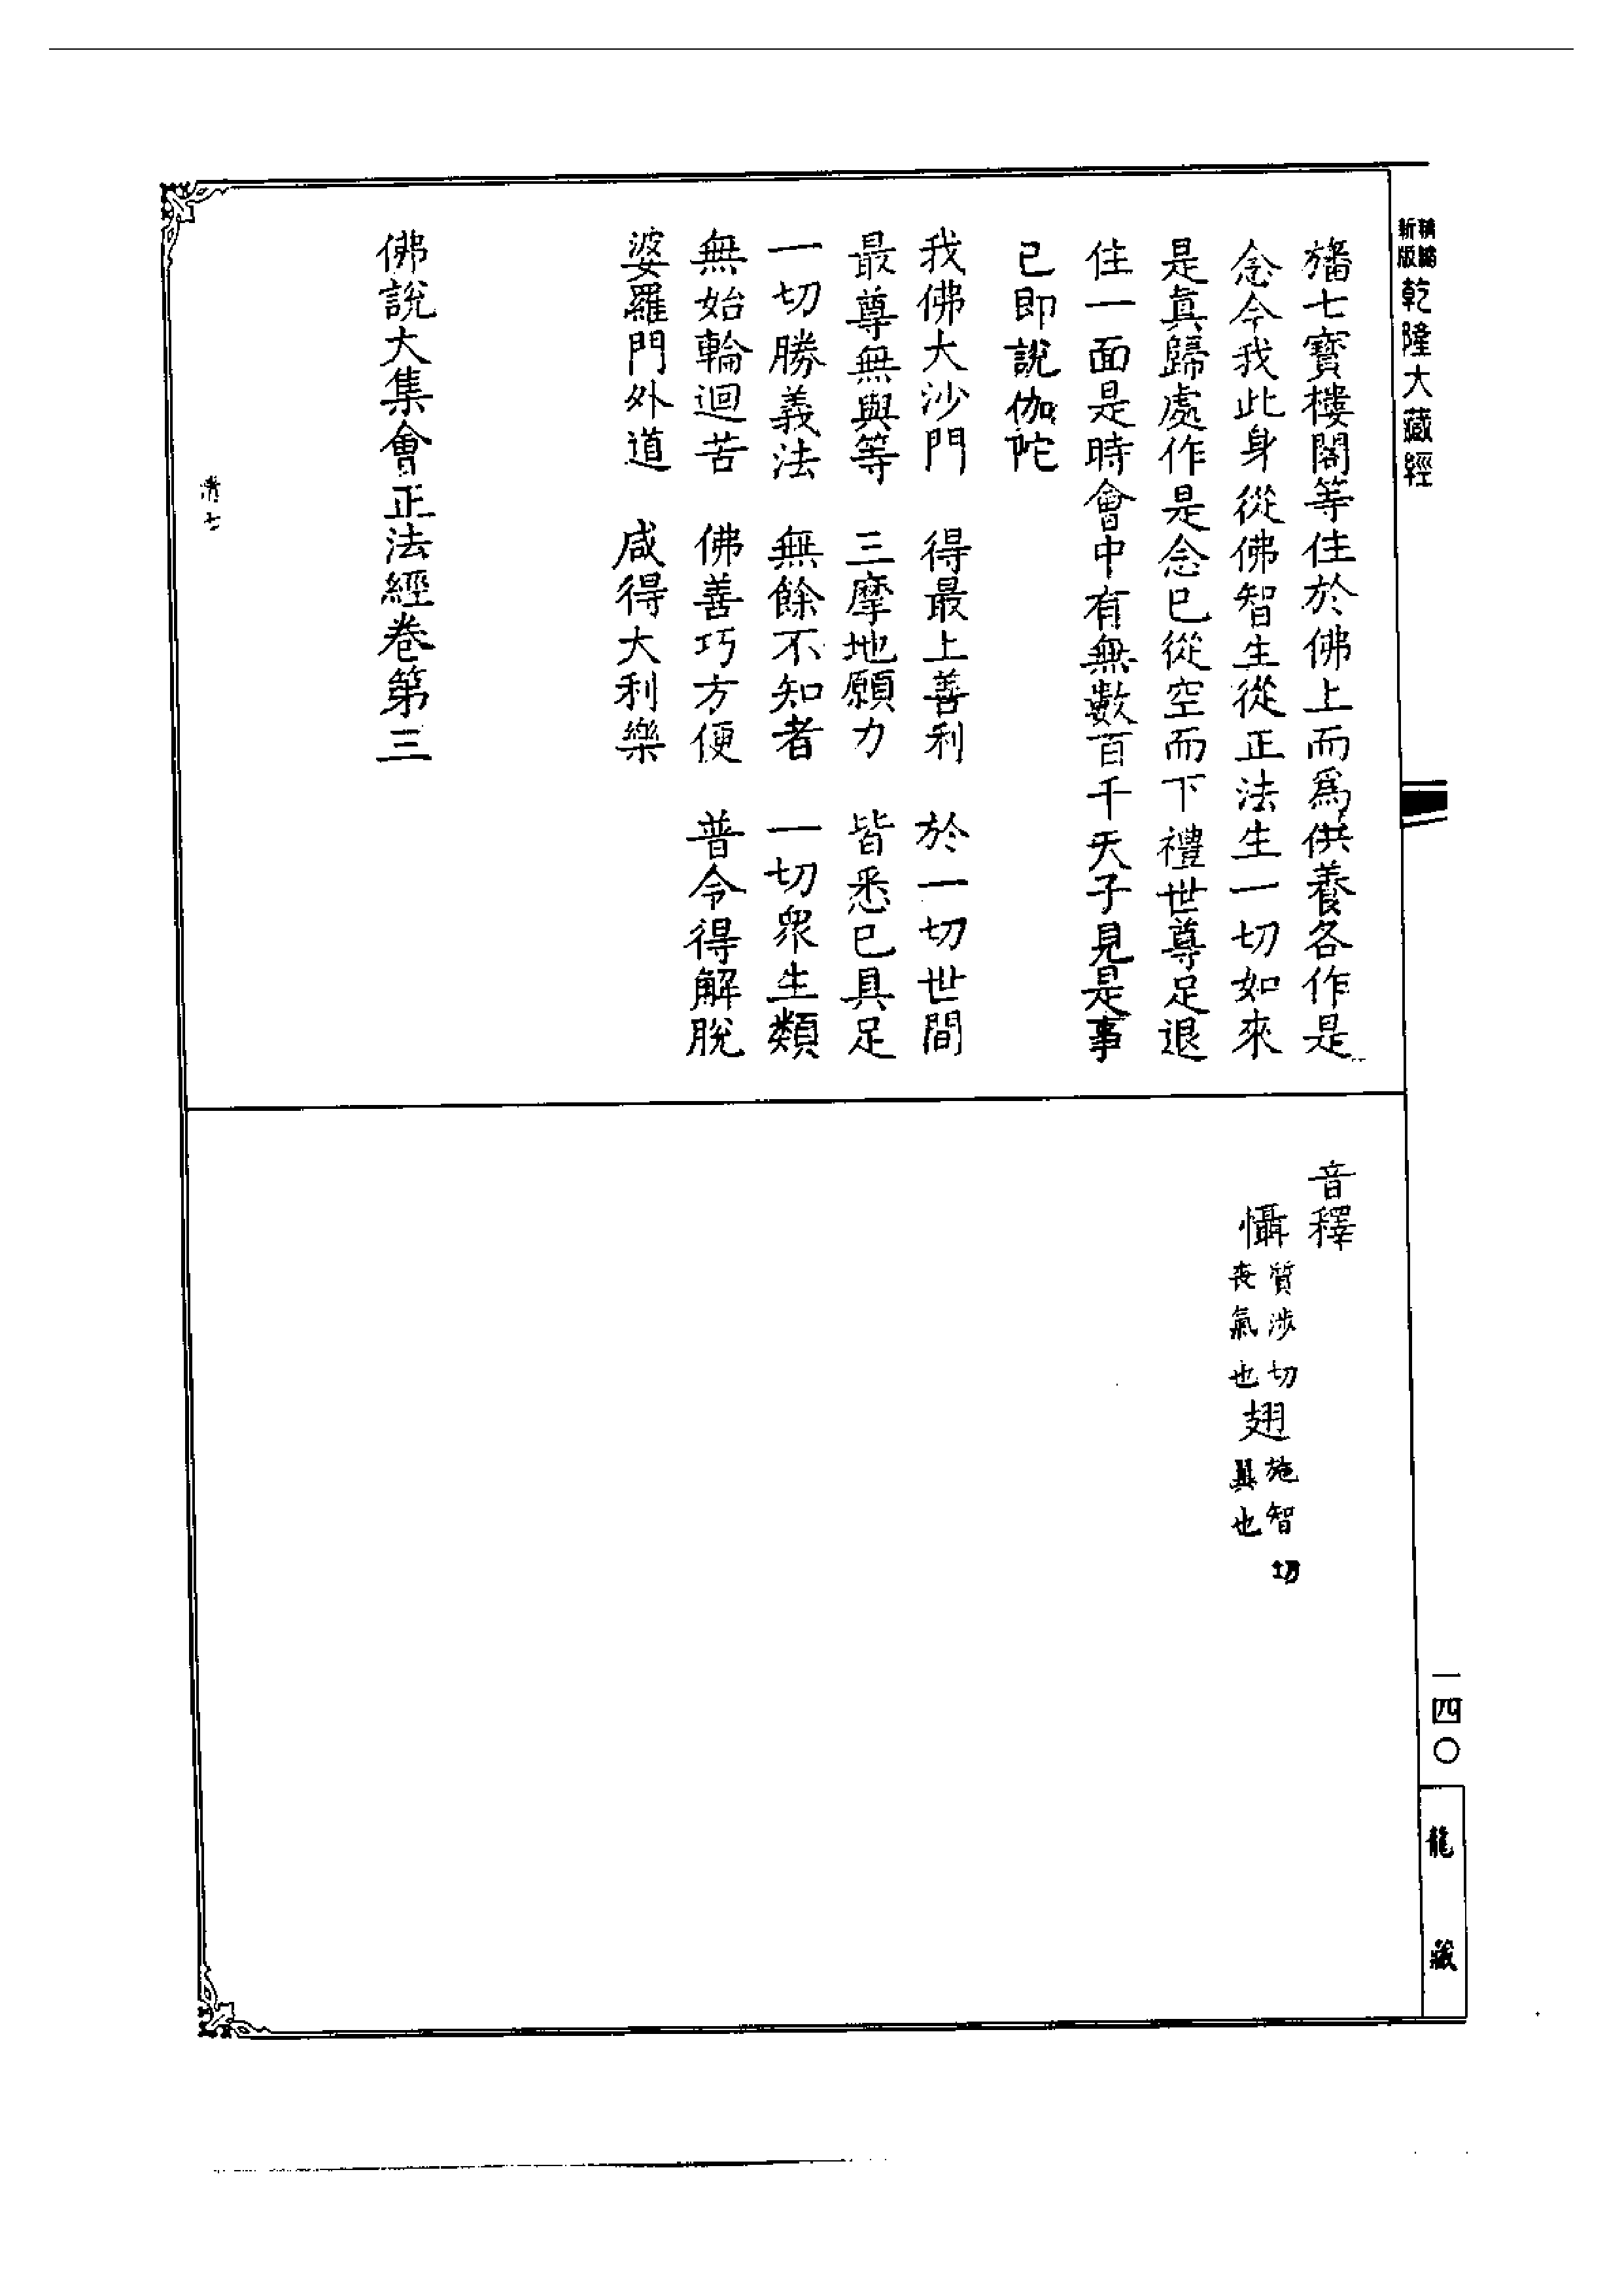 新版
乾隆大藏經
旛七寶樓閣等住於佛上而爲供養各作是
念今我此身從佛智生從正法生一切如來
是眞歸處作是念已從空而下禮世尊足退
住一面是時會中有無數百千天子見是事
已即說伽陀
我佛大沙門　得最上善利　於一切世間
最尊無與等　三摩地願力　皆悉已具足
一切勝義法　無餘不知者　一切衆生類
無始輪迴苦　佛善巧方便　普令得解脫
婆羅門外道　咸得大利樂
佛說大集會正法經卷第三
七
音釋
懾質涉切喪氣也翅施智切翼也
一四〇
龍藏